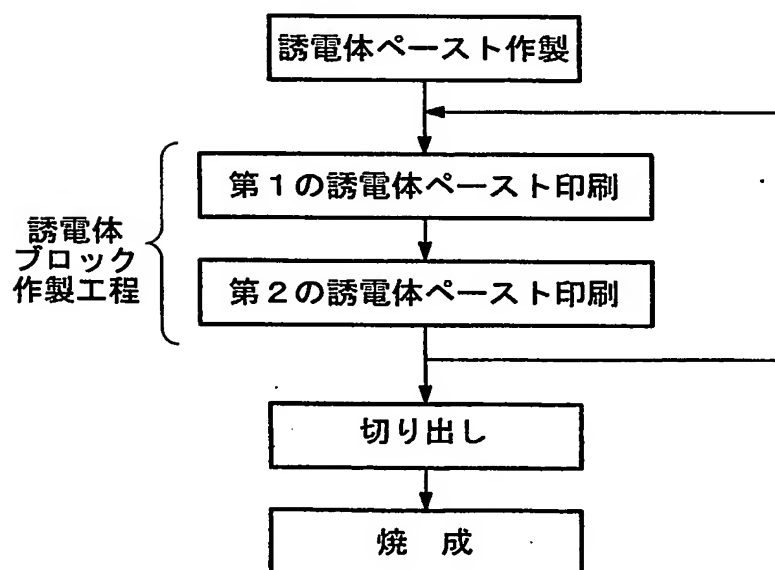 誘電体ペースト作製
第1の誘電体ペースト印刷
誘電体
ブロック
作製工程
第2の誘電体ペースト印刷
切り出し
焼 成